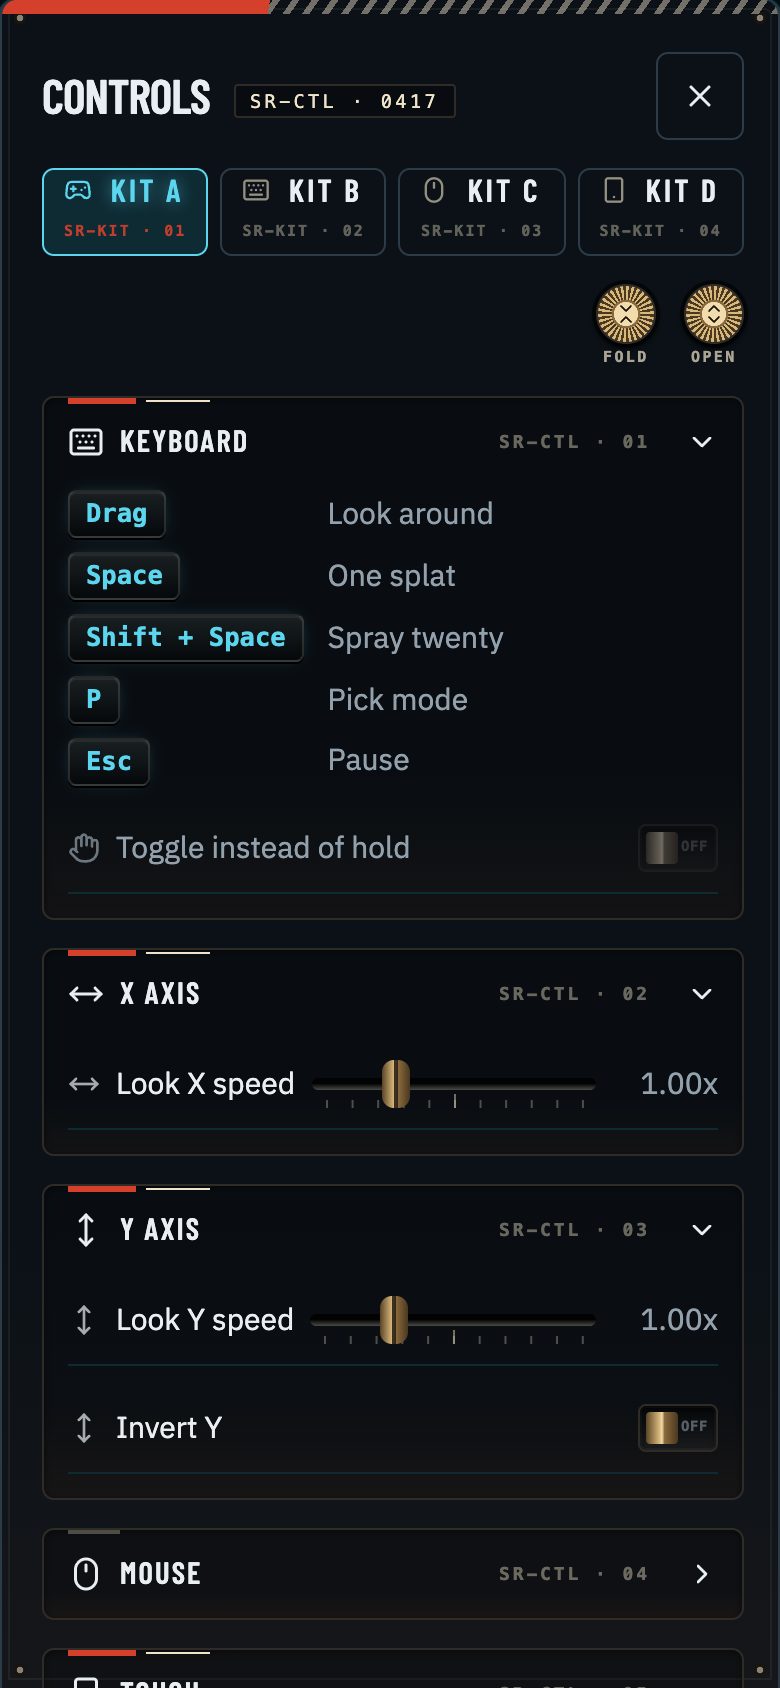 CONTROLS SR-CTL · 0417
KIT A KIT B KIT C KIT D
SR-KIT · 01 SR-KIT · 02 SR-KIT · 03 SR-KIT · 04
FOLD OPEN
KEYBOARD SR-CTL · 01
Drag Look around
Space One splat
Shift + Space Spray twenty
P Pick mode
Esc Pause
Toggle instead of hold OFF
X AXIS SR-CTL · 02
Look X speed 1.00x
Y AXIS SR-CTL · 03
Look Y speed 1.00x
Invert Y OFF
MOUSE SR-CTL · 04